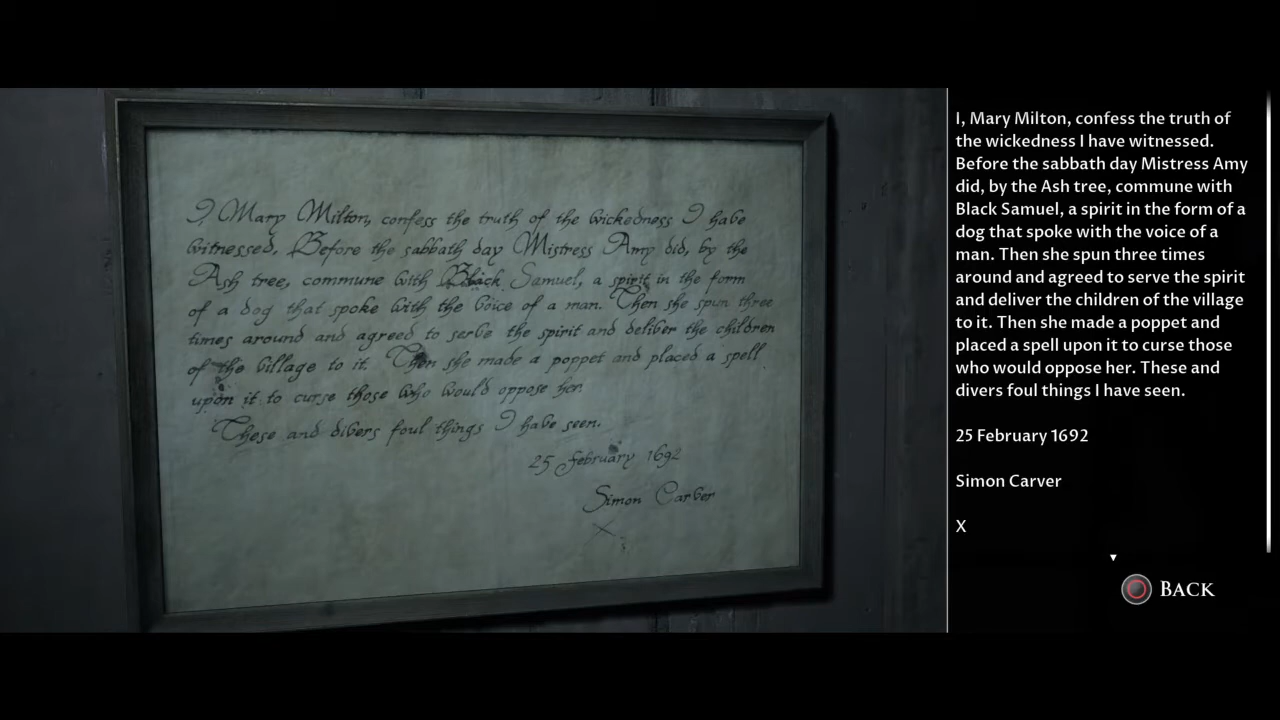 I, Mary Milton, confess the truth of the wickedness I have
witnessed. Before the sabbath day Mistress Amy did, by the
Ash tree, commune with Black Samuel, a spirit in the form
of a dog that spoke with the voice of a man. Then she spun three
times around and agreed to serve the spirit and deliver the children
of the village to it. Then she made a poppet and placed a spell
upon it to curse those who would oppose her.
These and divers foul things I have seen.
25 February 1692
Simon Carver
X
I, Mary Milton, confess the truth of
the wickedness I have witnessed.
Before the sabbath day Mistress Amy
did, by the Ash tree, commune with
Black Samuel, a spirit in the form of a
dog that spoke with the voice of a
man. Then she spun three times
around and agreed to serve the spirit
and deliver the children of the village
to it. Then she made a poppet and
placed a spell upon it to curse those
who would oppose her. These and
divers foul things I have seen.
25 February 1692
Simon Carver
X
BACK